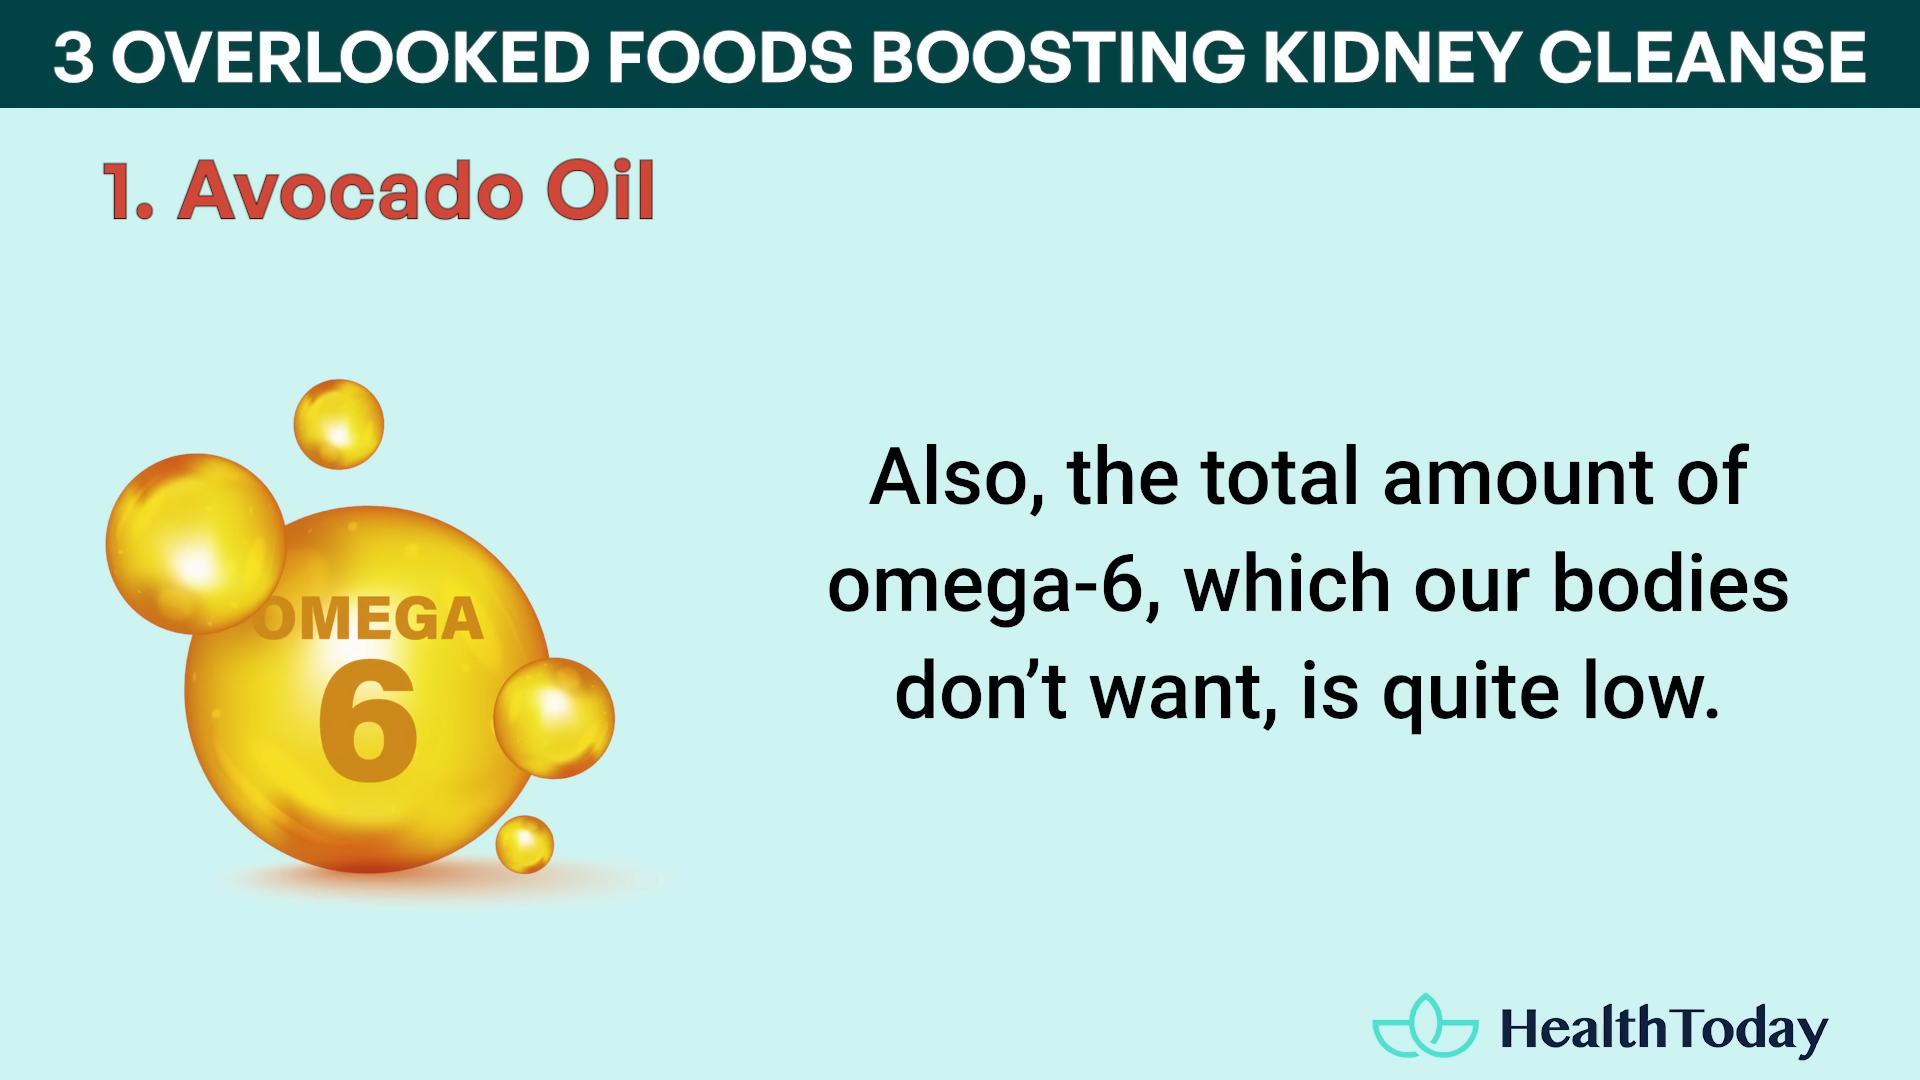 3 OVERLOOKED FOODS BOOSTING KIDNEY CLEANSE
1. Avocado Oil
OMEGA
6
Also, the total amount of
omega-6, which our bodies
don’t want, is quite low.
HealthToday